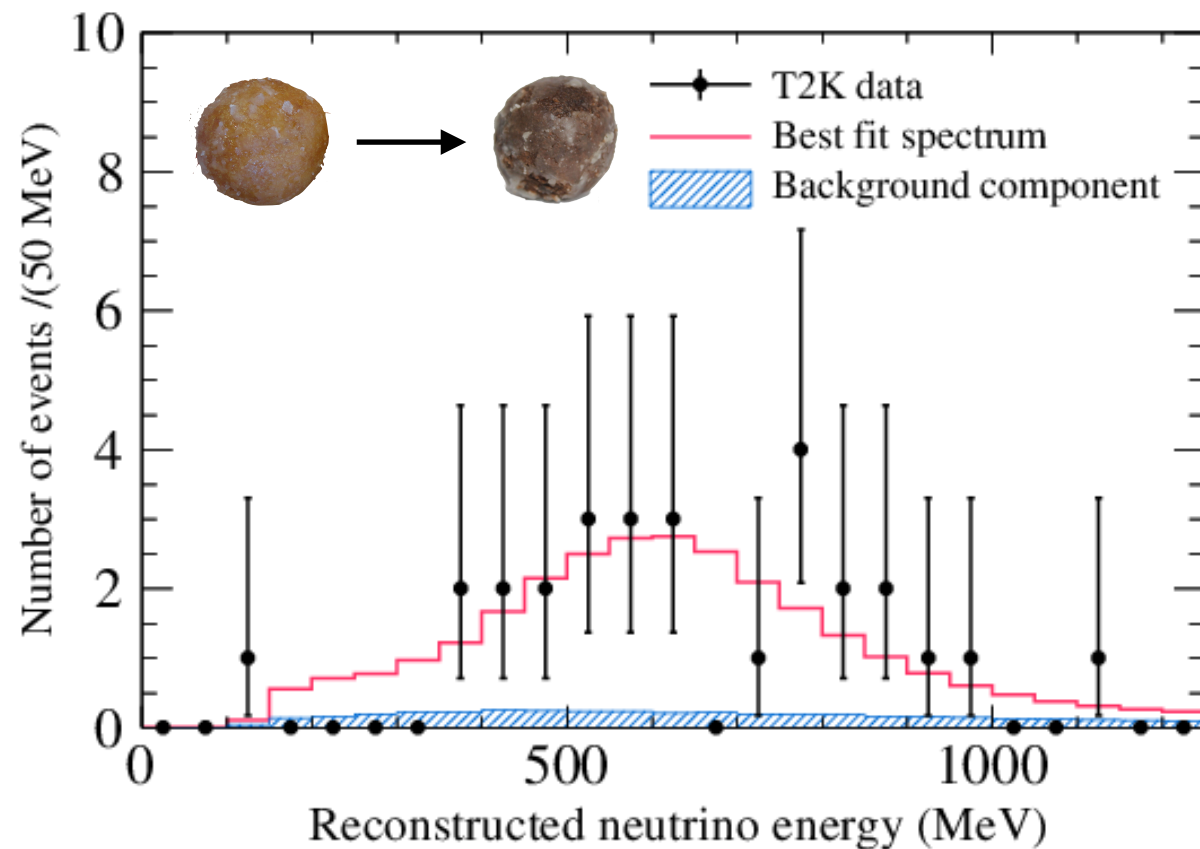 10
8
6
4
2
0
Number of events /(50 MeV)
T2K data
Best fit spectrum
Background component
0 500 1000
Reconstructed neutrino energy (MeV)